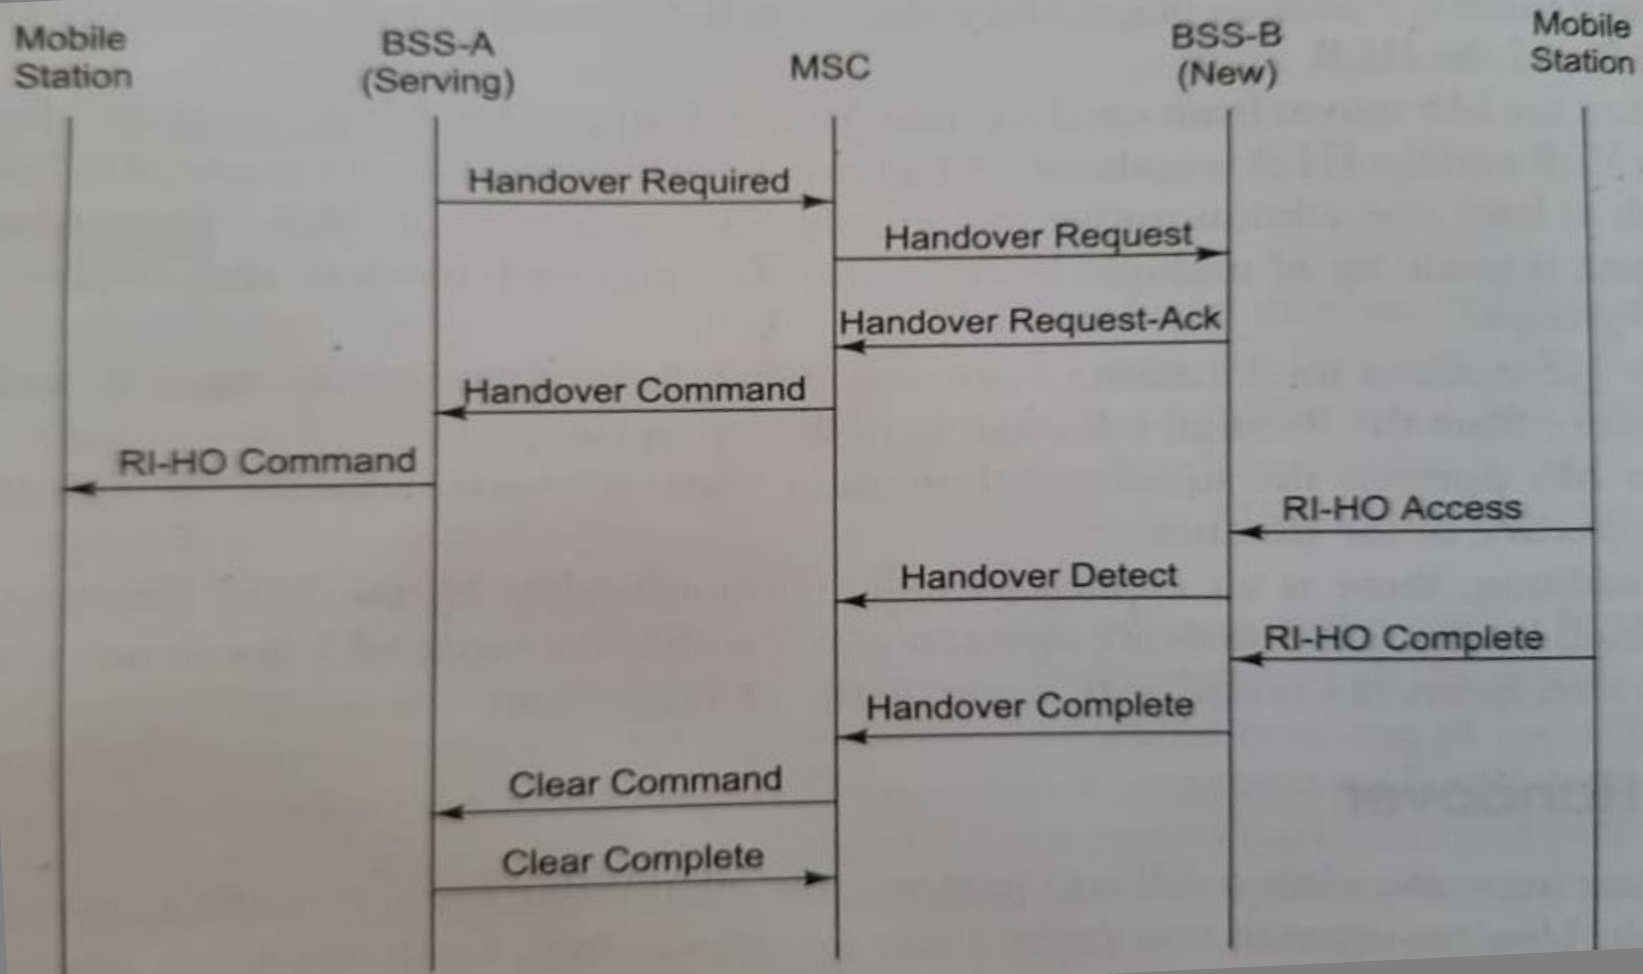 Mobile
Station
BSS-A
(Serving)
MSC
BSS-B
(New)
Mobile
Station
Handover Required
Handover Request
Handover Request-Ack
Handover Command
RI-HO Command
RI-HO Access
Handover Detect
RI-HO Complete
Handover Complete
Clear Command
Clear Complete